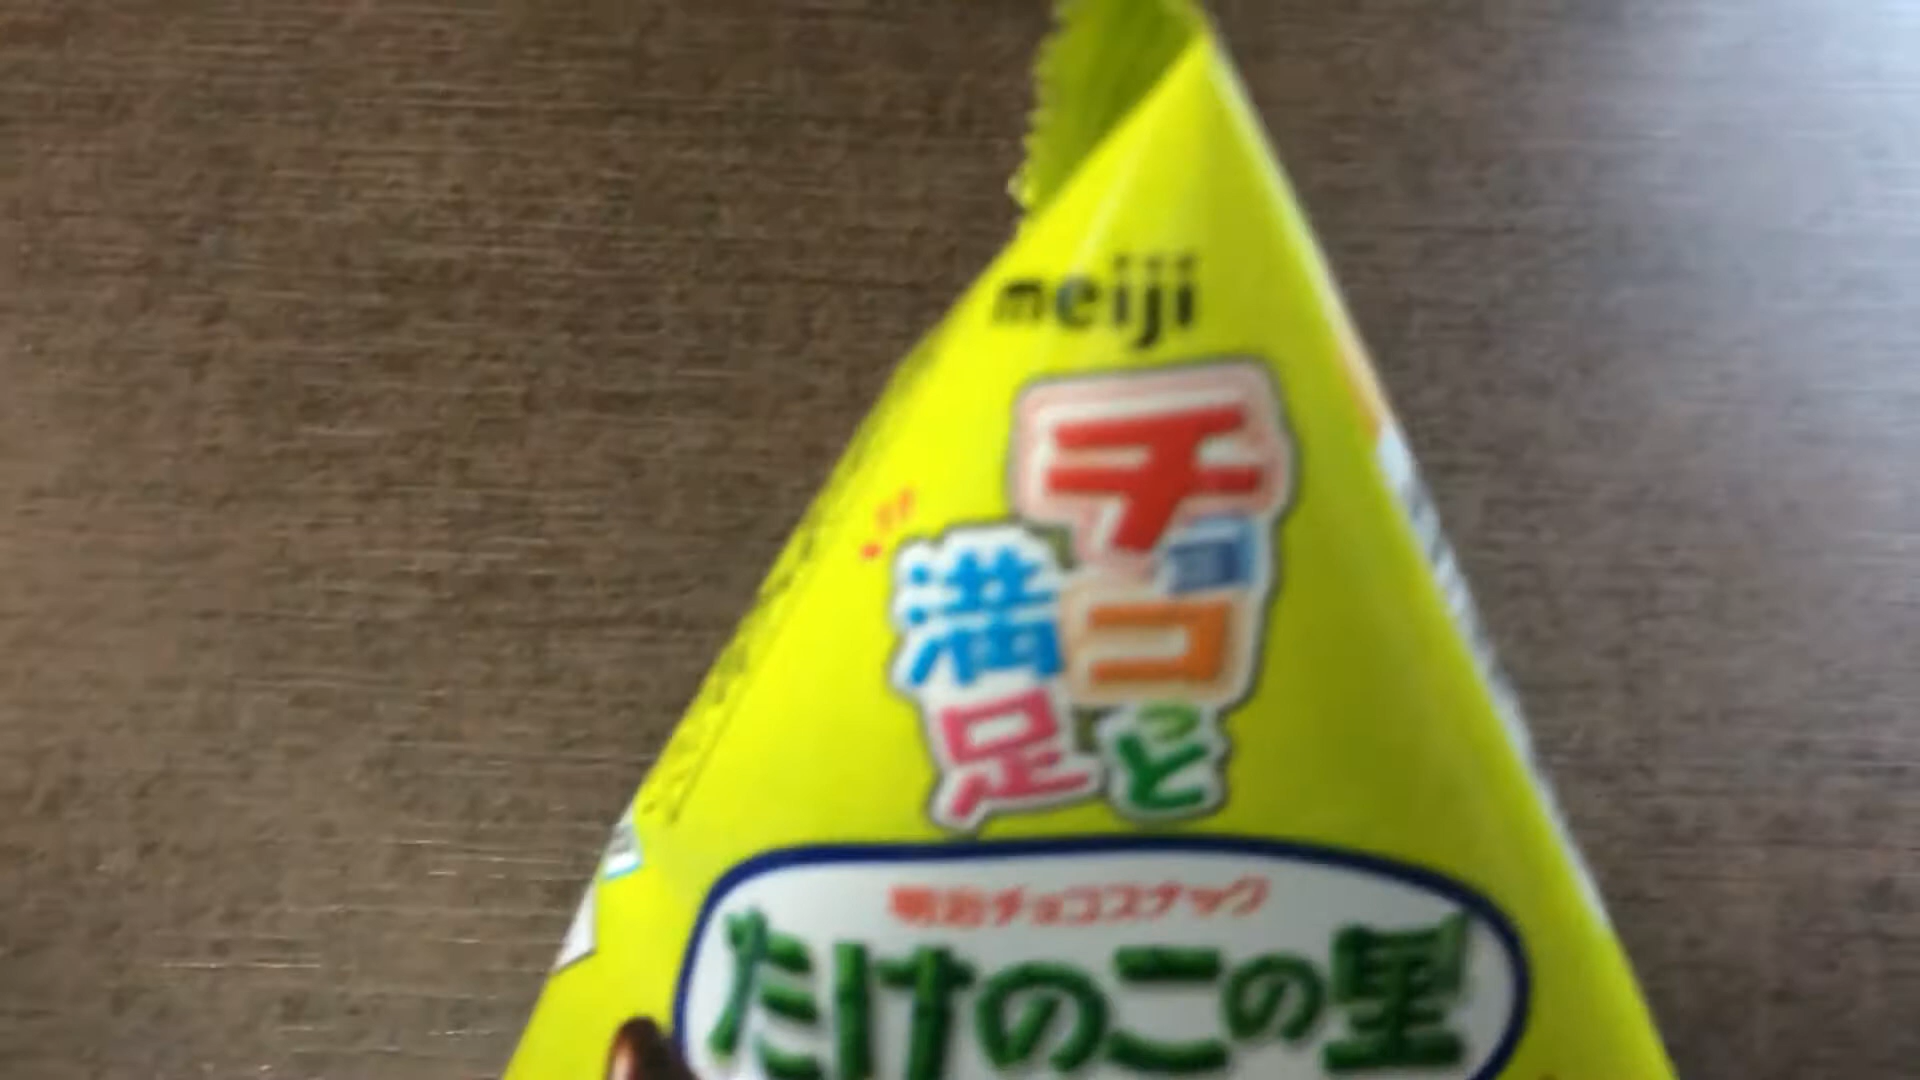 meiji
チョコっと
満足
明治チョコスナック
たけのこの里